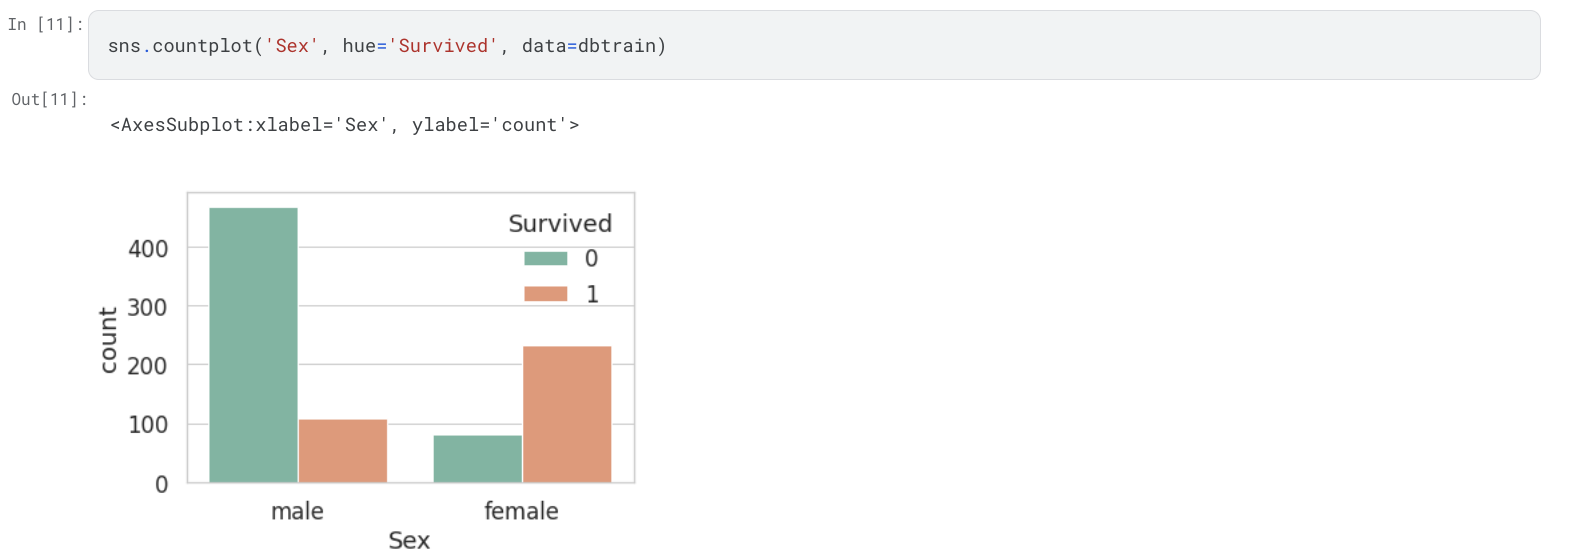 In [11]:
sns.countplot('Sex', hue='Survived', data=dbtrain)
Out[11]:
<AxesSubplot:xlabel='Sex', ylabel='count'>
Survived
0
1
400
300
200
100
0
count
male
female
Sex